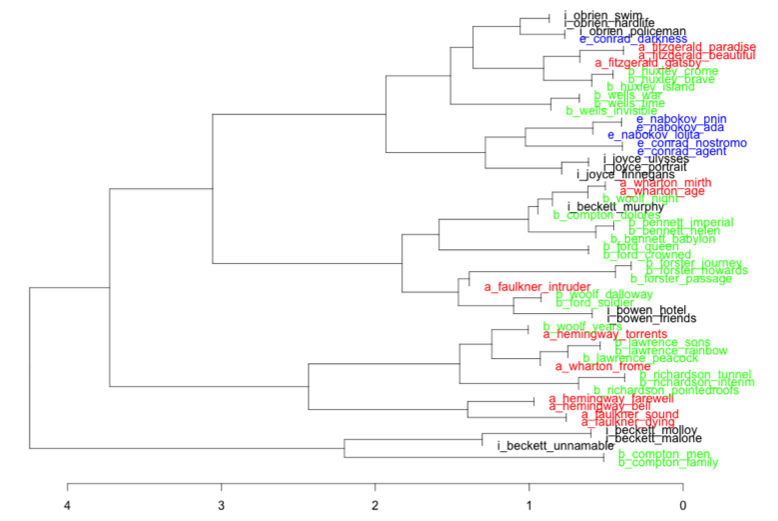 i_obrien_swim
i_obrien_hardlife
i_obrien_policeman
e_conrad_darkness
a_fitzgerald_paradise
a_fitzgerald_beautiful
a_fitzgerald_gatsby
b_huxley_crome
b_huxley_brave
b_huxley_island
b_wells_war
b_wells_time
b_wells_invisible
e_nabokov_pnin
e_nabokov_ada
e_nabokov_lolita
e_conrad_nostromo
e_conrad_agent
i_joyce_ulysses
i_joyce_portrait
i_joyce_finnegans
a_wharton_mirth
a_wharton_age
b_woolf_night
i_beckett_murphy
b_compton_dolores
b_bennett_imperial
b_bennett_helen
b_bennett_babylon
b_ford_queen
b_ford_crowned
b_forster_journey
b_forster_howards
b_forster_passage
a_faulkner_intruder
b_woolf_dalloway
b_ford_soldier
i_bowen_hotel
i_bowen_friends
b_woolf_years
a_hemingway_torrents
b_lawrence_sons
b_lawrence_rainbow
b_lawrence_peacock
a_wharton_frome
b_richardson_tunnel
b_richardson_interim
b_richardson_pointedroofs
a_hemingway_farewell
a_hemingway_bell
a_faulkner_sound
a_faulkner_dying
i_beckett_molloy
i_beckett_malone
i_beckett_unnamable
b_compton_men
b_compton_family
4 3 2 1 0